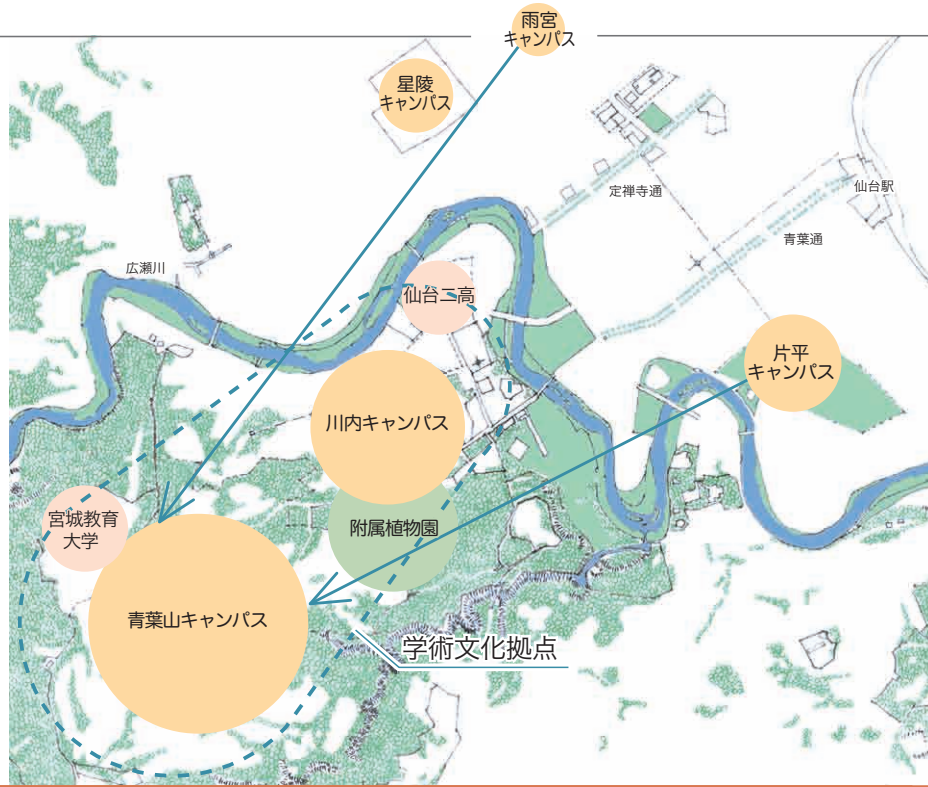 雨宮
キャンパス
星陵
キャンパス
定禅寺通
仙台駅
青葉通
広瀬川
仙台二高
片平
キャンパス
川内キャンパス
宮城教育
大学
附属植物園
青葉山キャンパス
学術文化拠点